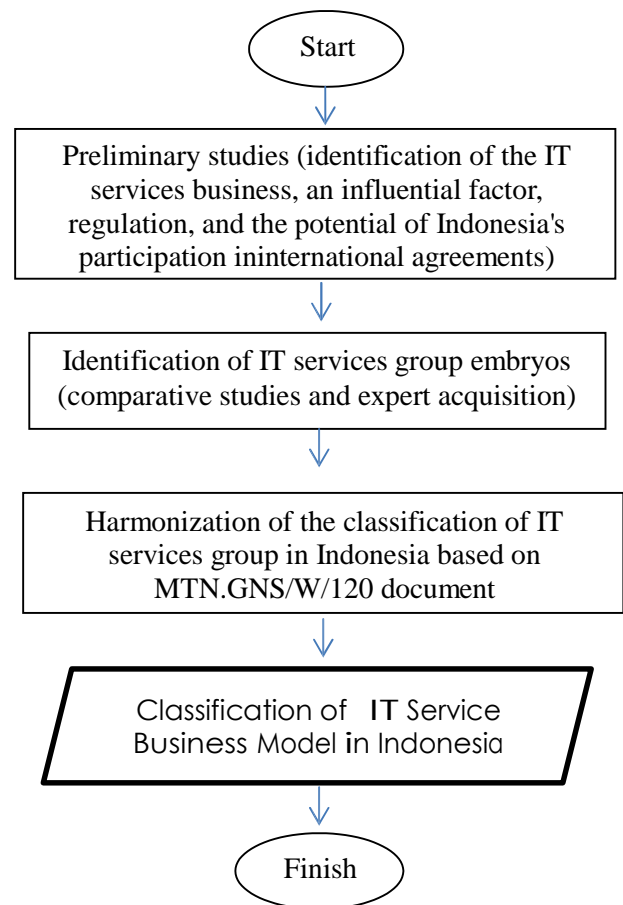 Start
Preliminary studies (identification of the IT
services business, an influential factor,
regulation, and the potential of Indonesia's
participation ininternational agreements)
Identification of IT services group embryos
(comparative studies and expert acquisition)
Harmonization of the classification of IT
services group in Indonesia based on
MTN.GNS/W/120 document
Classification of IT Service
Business Model in Indonesia
Finish